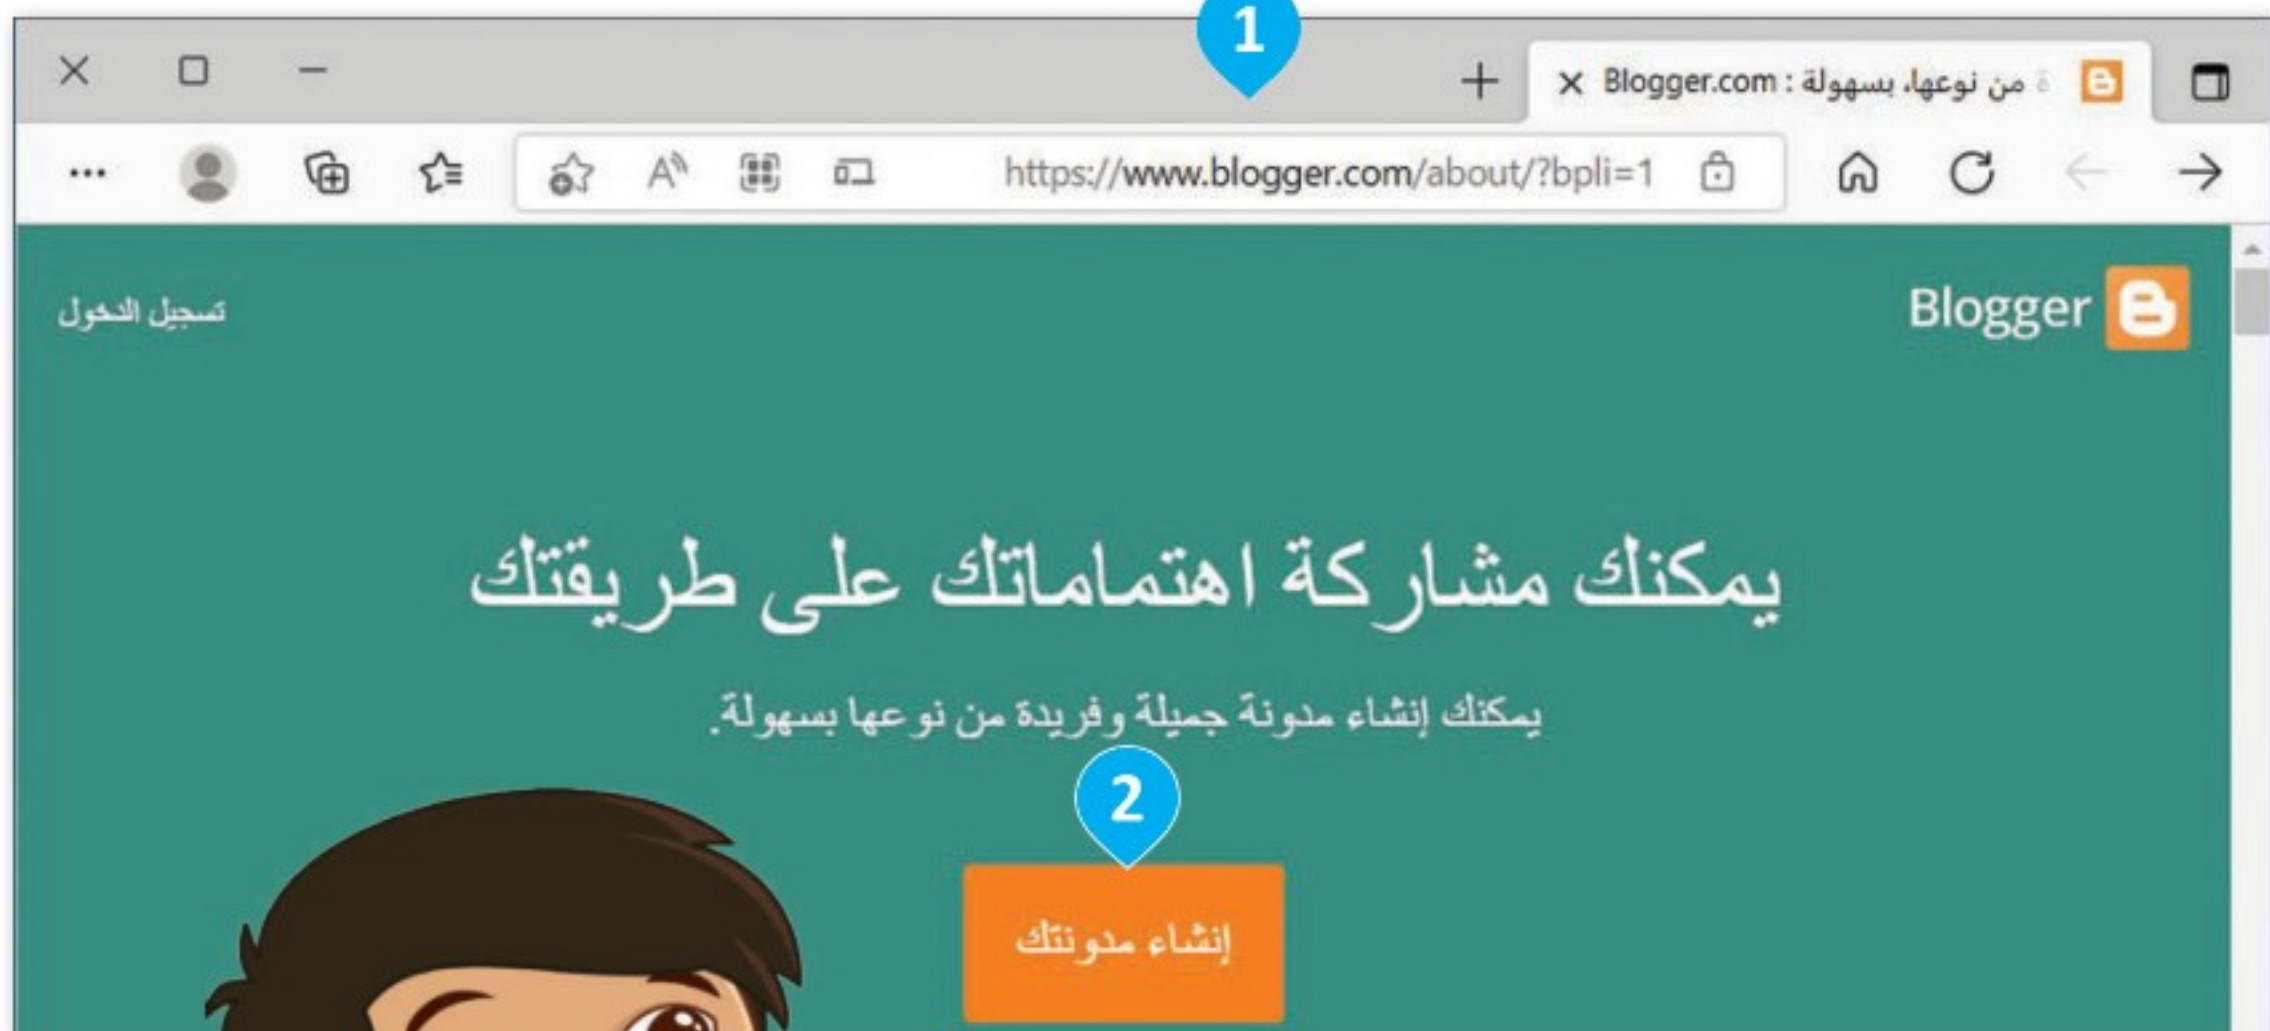 1
ة من نوعها، بسهولة : Blogger.com
https://www.blogger.com/about/?bpli=1
Blogger
تسجيل الدخول
يمكنك مشاركة اهتماماتك على طريقتك
يمكنك إنشاء مدونة جميلة وفريدة من نوعها بسهولة.
2
إنشاء مدونتك